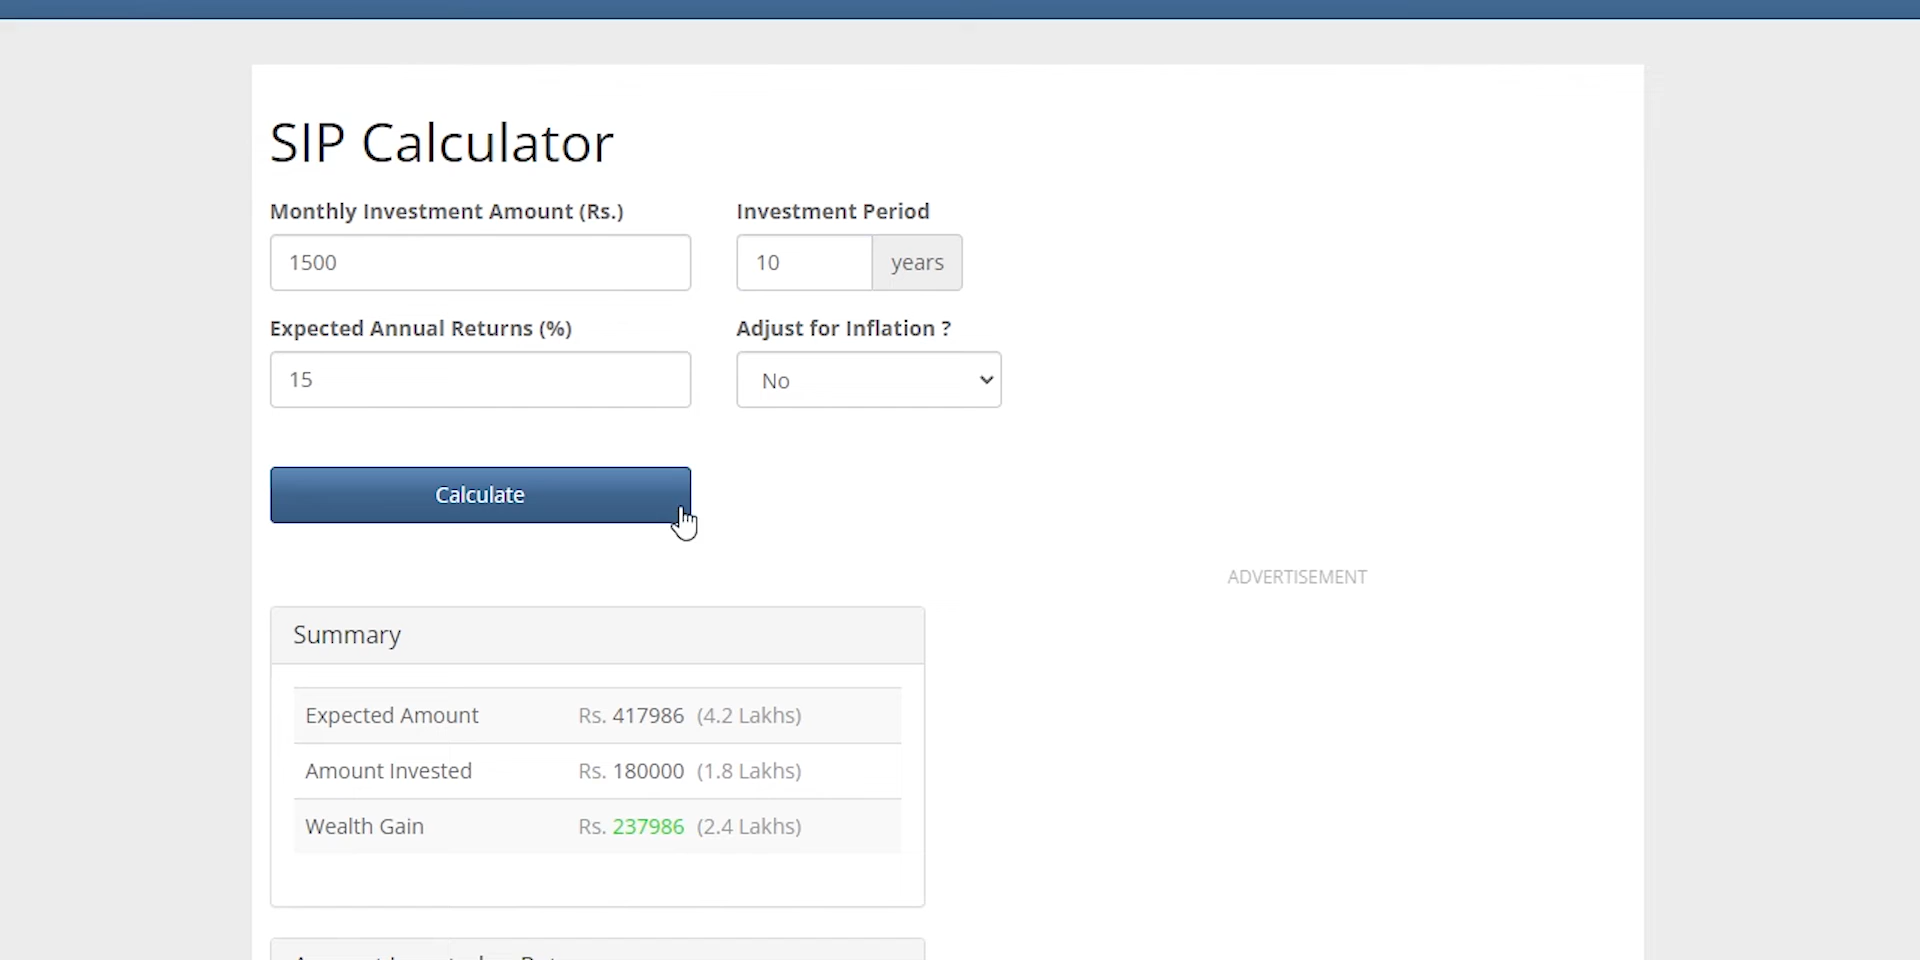 SIP Calculator
Monthly Investment Amount (Rs.) Investment Period
1500 10 years
Expected Annual Returns (%) Adjust for Inflation ?
15 No
Calculate
ADVERTISEMENT
Summary
Expected Amount Rs. 417986 (4.2 Lakhs)
Amount Invested Rs. 180000 (1.8 Lakhs)
Wealth Gain Rs. 237986 (2.4 Lakhs)